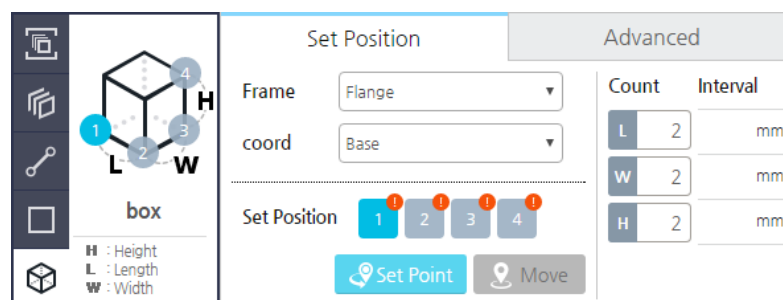 Set Position
Advanced
4
H
1
3
2
L
W
box
H : Height
L : Length
W : Width
Frame
Flange
coord
Base
Set Position
1
!
2
!
3
!
4
!
Set Point
Move
Count
Interval
L
2
mm
W
2
mm
H
2
mm